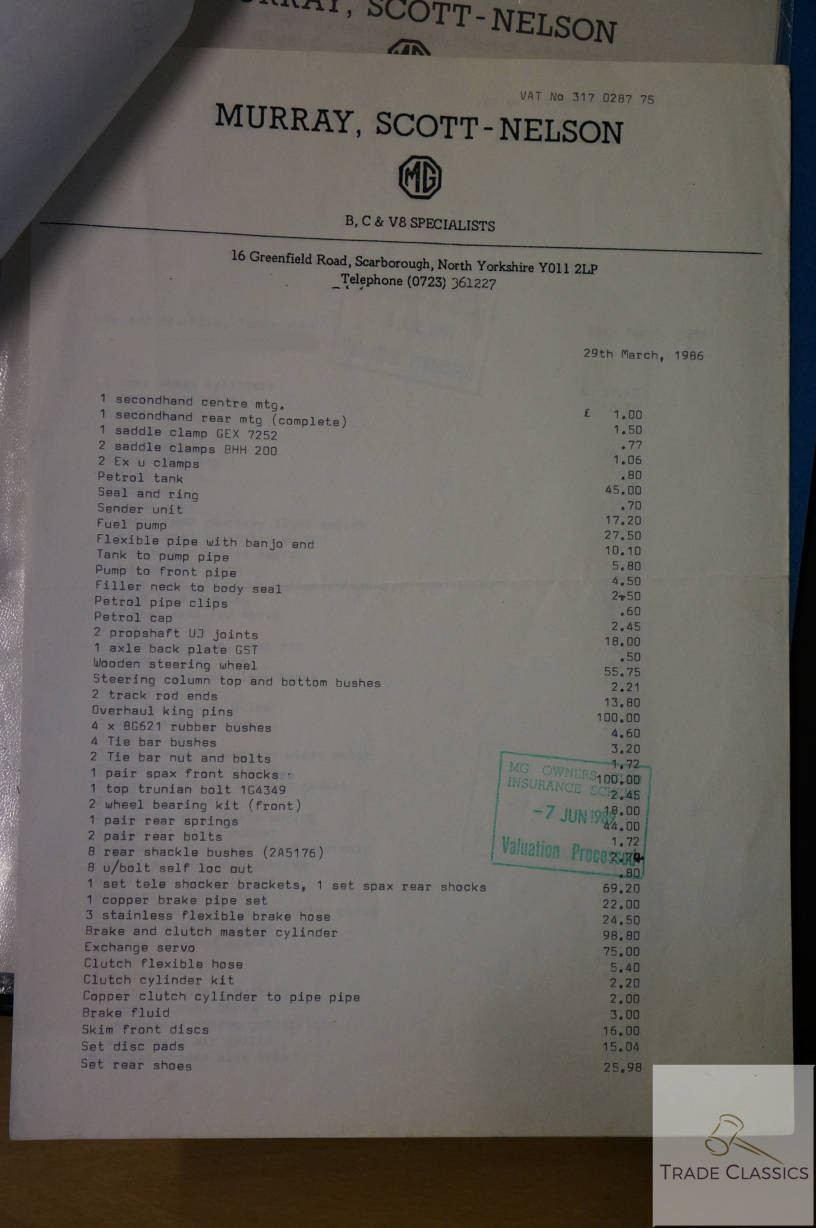 MURRAY, SCOTT-NELSON
VAT No 317 0287 75
MURRAY, SCOTT-NELSON
MG
B, C & V8 SPECIALISTS
16 Greenfield Road, Scarborough, North Yorkshire YO11 2LP
Telephone (0723) 361227
29th March, 1986
1 secondhand centre mtg. £ 1.00
1 secondhand rear mtg (complete) 1.50
1 saddle clamp GEX 7252 .77
2 saddle clamps BHH 200 1.06
2 Ex u clamps .80
Petrol tank 45.00
Seal and ring .70
Sender unit 17.20
Fuel pump 27.50
Flexible pipe with banjo end 10.10
Tank to pump pipe 5.80
Pump to front pipe 4.50
Filler neck to body seal 2.50
Petrol pipe clips .60
Petrol cap 2.45
2 propshaft UJ joints 18.00
1 axle back plate GST .50
Wooden steering wheel 55.75
Steering column top and bottom bushes 2.21
2 track rod ends 13.80
Overhaul king pins 100.00
4 x 8G621 rubber bushes 4.60
4 Tie bar bushes 3.20
2 Tie bar nut and bolts 1.72
1 pair spax front shocks 100.00
1 top trunian bolt 1G4349 2.45
2 wheel bearing kit (front) 18.00
1 pair rear springs 44.00
2 pair rear bolts 1.72
8 rear shackle bushes (2A5176)
8 u/bolt self loc out .80
1 set tele shocker brackets, 1 set spax rear shocks 69.20
1 copper brake pipe set 22.00
3 stainless flexible brake hose 24.50
Brake and clutch master cylinder 98.80
Exchange servo 75.00
Clutch flexible hose 5.40
Clutch cylinder kit 2.20
Copper clutch cylinder to pipe pipe 2.00
Brake fluid 3.00
Skim front discs 16.00
Set disc pads 15.04
Set rear shoes 25.98
MG OWNERS
INSURANCE
-7 JUN
Valuation Processed
TRADE CLASSICS